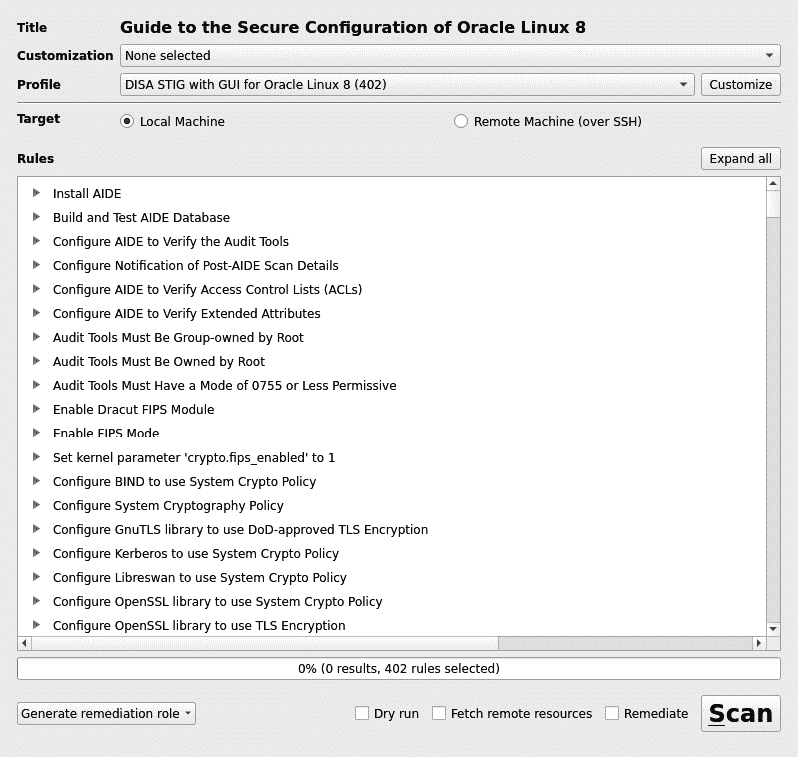 Title Guide to the Secure Configuration of Oracle Linux 8
Customization None selected
Profile DISA STIG with GUI for Oracle Linux 8 (402) Customize
Target Local Machine Remote Machine (over SSH)
Rules Expand all
Install AIDE
Build and Test AIDE Database
Configure AIDE to Verify the Audit Tools
Configure Notification of Post-AIDE Scan Details
Configure AIDE to Verify Access Control Lists (ACLs)
Configure AIDE to Verify Extended Attributes
Audit Tools Must Be Group-owned by Root
Audit Tools Must Be Owned by Root
Audit Tools Must Have a Mode of 0755 or Less Permissive
Enable Dracut FIPS Module
Enable FIPS Mode
Set kernel parameter 'crypto.fips_enabled' to 1
Configure BIND to use System Crypto Policy
Configure System Cryptography Policy
Configure GnuTLS library to use DoD-approved TLS Encryption
Configure Kerberos to use System Crypto Policy
Configure Libreswan to use System Crypto Policy
Configure OpenSSL library to use System Crypto Policy
Configure OpenSSL library to use TLS Encryption
0% (0 results, 402 rules selected)
Generate remediation role Dry run Fetch remote resources Remediate Scan